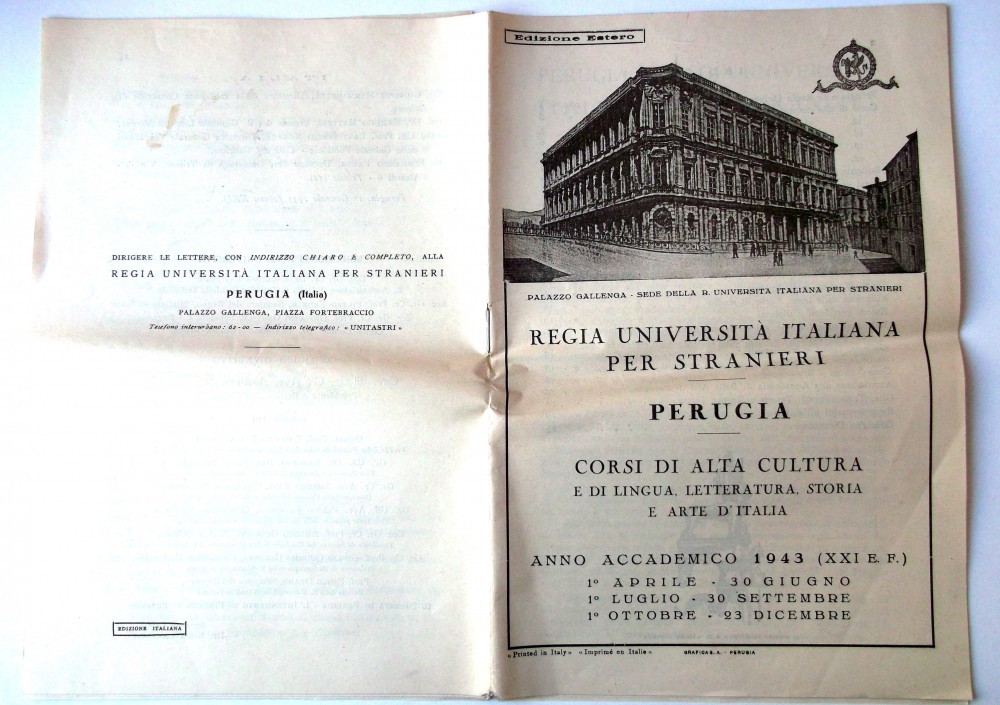 DIRIGERE LE LETTERE, CON INDIRIZZO CHIARO E COMPLETO, ALLA
REGIA UNIVERSITÀ ITALIANA PER STRANIERI
PERUGIA (Italia)
PALAZZO GALLENGA, PIAZZA FORTEBRACCIO
Telefono interurbano: 62-00 — Indirizzo telegrafico: « UNITASTRI »
EDIZIONE ITALIANA
Edizione Estero
PALAZZO GALLENGA - SEDE DELLA R. UNIVERSITÀ ITALIANA PER STRANIERI
REGIA UNIVERSITÀ ITALIANA
PER STRANIERI
PERUGIA
CORSI DI ALTA CULTURA
E DI LINGUA, LETTERATURA, STORIA
E ARTE D'ITALIA
ANNO ACCADEMICO 1943 (XXI E. F.)
1º APRILE - 30 GIUGNO
1º LUGLIO - 30 SETTEMBRE
1º OTTOBRE - 23 DICEMBRE
« Printed in Italy » « Imprimé en Italie » GRAFICA S. A. - PERUGIA